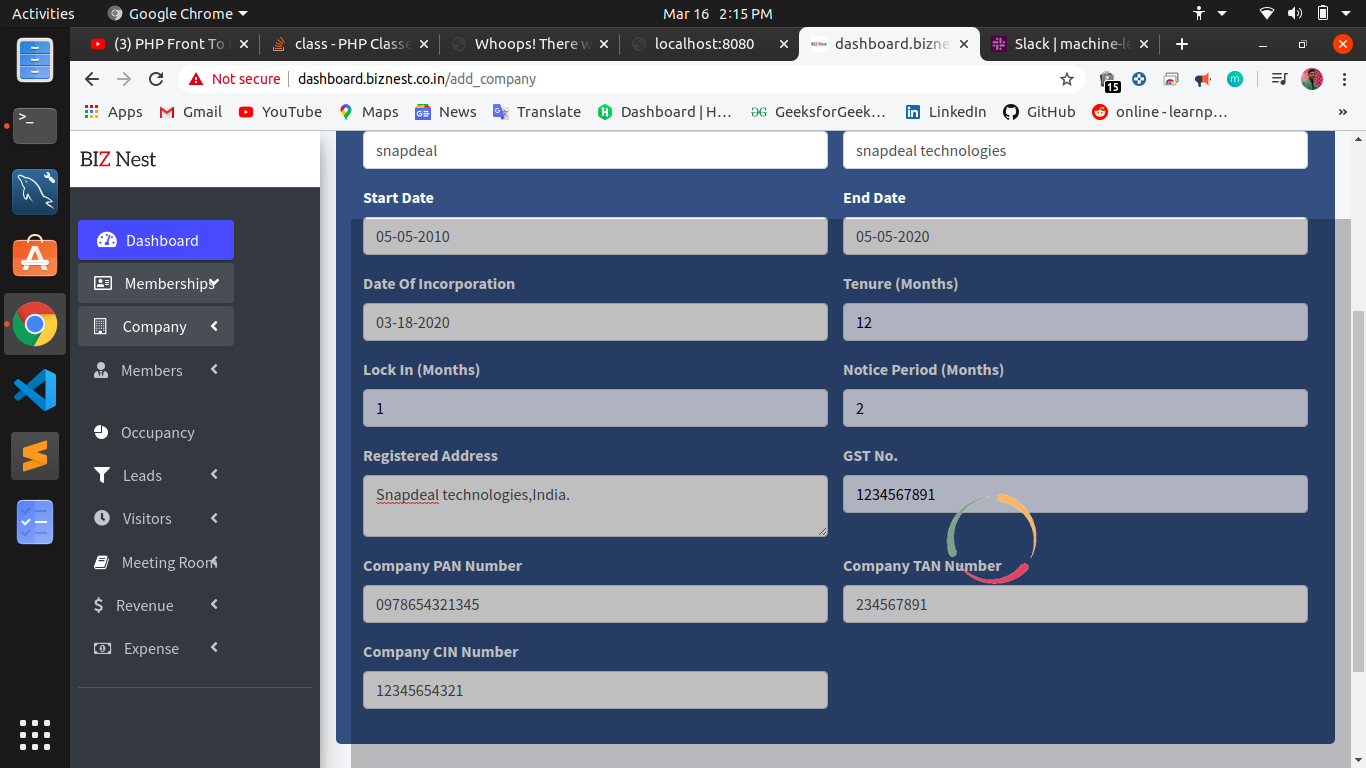 Activities Google Chrome Mar 16 2:15 PM
(3) PHP Front To class - PHP Classe Whoops! There w localhost:8080 dashboard.bizne Slack | machine-le
Not secure dashboard.biznest.co.in/add_company 15 m
Apps Gmail YouTube Maps News Translate Dashboard | H... GeeksforGeek... LinkedIn GitHub online - learnp... »
BIZ Nest
Dashboard
Memberships
Company
Members
Occupancy
Leads
Visitors
Meeting Room
Revenue
Expense
snapdeal snapdeal technologies
Start Date End Date
05-05-2010 05-05-2020
Date Of Incorporation Tenure (Months)
03-18-2020 12
Lock In (Months) Notice Period (Months)
1 2
Registered Address GST No.
Snapdeal technologies,India. 1234567891
Company PAN Number Company TAN Number
0978654321345 234567891
Company CIN Number
12345654321